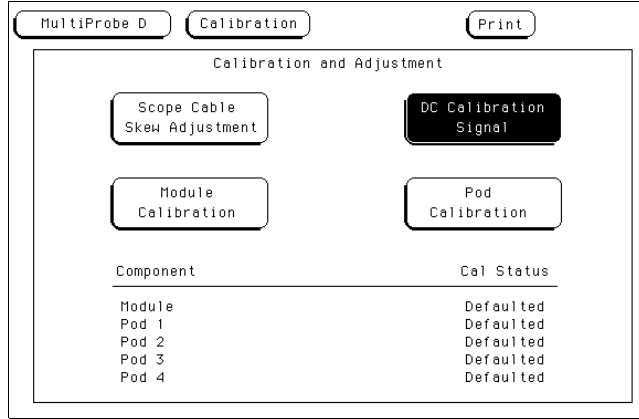 MultiProbe D Calibration Print
Calibration and Adjustment
Scope Cable
Skew Adjustment
DC Calibration
Signal
Module
Calibration
Pod
Calibration
Component Cal Status
Module Defaulted
Pod 1 Defaulted
Pod 2 Defaulted
Pod 3 Defaulted
Pod 4 Defaulted